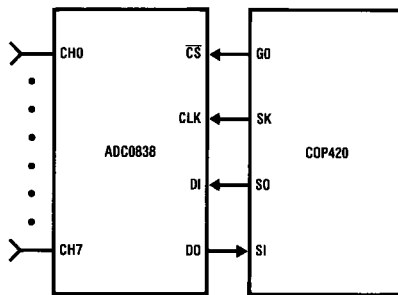 CH0 CS G0
CLK SK
ADC0838 COP420
DI SO
CH7 DO SI